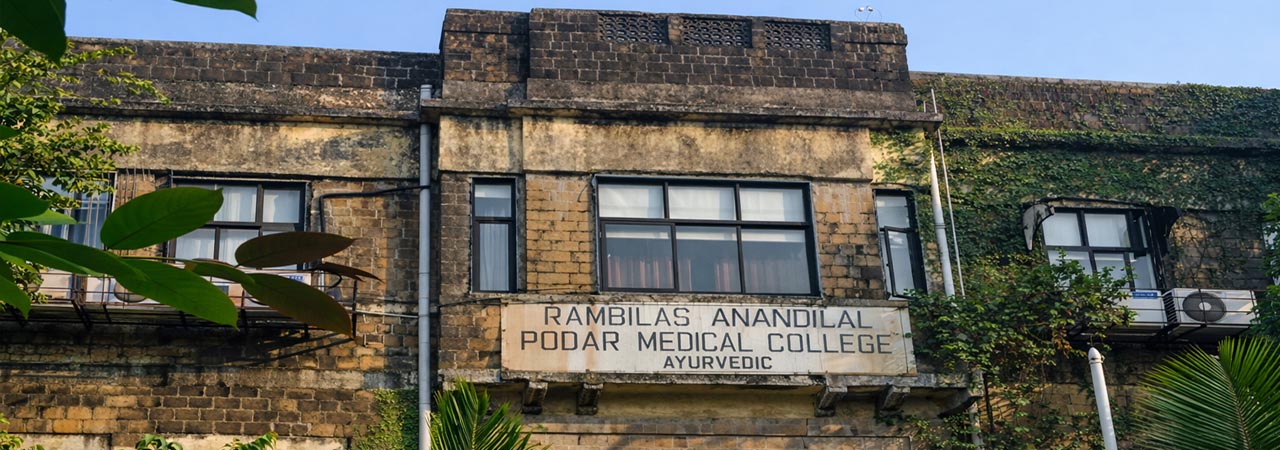 RAMBILAS ANANDILAL
PODAR MEDICAL COLLEGE
AYURVEDIC